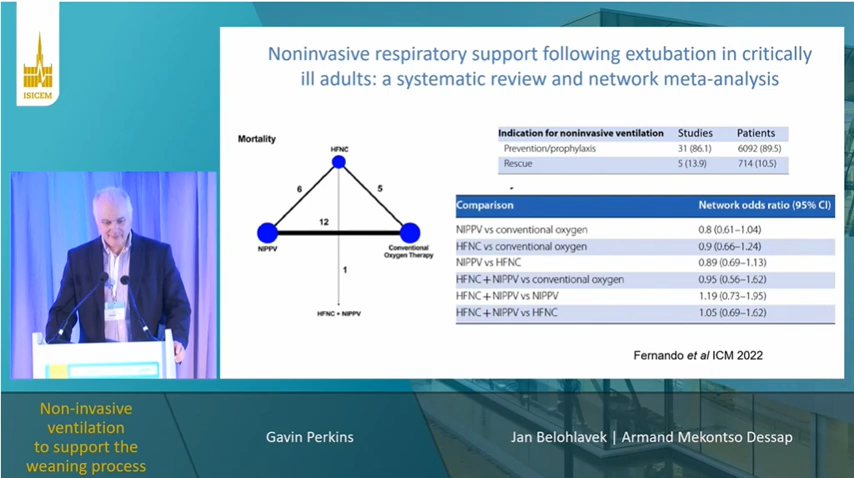 ISICEM
Noninvasive respiratory support following extubation in critically
ill adults: a systematic review and network meta-analysis
Mortality
HFNC
6
5
12
NIPPV
Conventional
Oxygen Therapy
1
HFNC + NIPPV
Indication for noninvasive ventilation Studies Patients
Prevention/prophylaxis 31 (86.1) 6092 (89.5)
Rescue 5 (13.9) 714 (10.5)
Comparison Network odds ratio (95% CI)
NIPPV vs conventional oxygen 0.8 (0.61–1.04)
HFNC vs conventional oxygen 0.9 (0.66–1.24)
NIPPV vs HFNC 0.89 (0.69–1.13)
HFNC+NIPPV vs conventional oxygen 0.95 (0.56–1.62)
HFNC+NIPPV vs NIPPV 1.19 (0.73–1.95)
HFNC+NIPPV vs HFNC 1.05 (0.69–1.62)
Fernando et al ICM 2022
Non-invasive
ventilation
to support the
weaning process
Gavin Perkins
Jan Belohlavek | Armand Mekontso Dessap